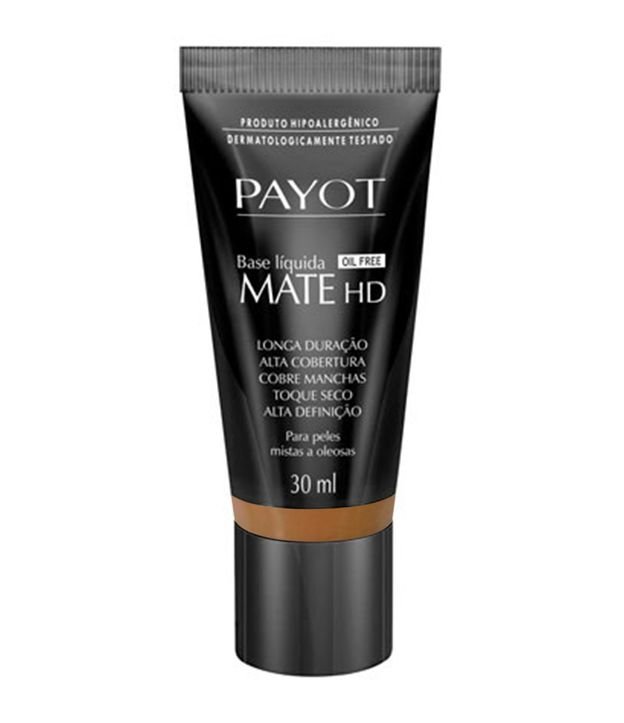 PRODUTO HIPOALERGÊNICO
DERMATOLOGICAMENTE TESTADO
PAYOT
Base líquida OIL FREE
MATE HD
LONGA DURAÇÃO
ALTA COBERTURA
COBRE MANCHAS
TOQUE SECO
ALTA DEFINIÇÃO
Para peles
mistas a oleosas
30 ml